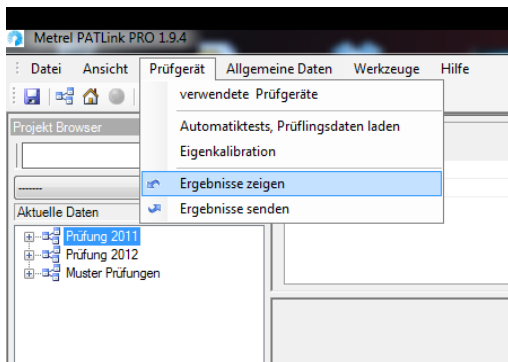 Metrel PATLink PRO 1.9.4
Datei Ansicht Prüfgerät Allgemeine Daten Werkzeuge Hilfe
verwendete Prüfgeräte
Automatiktests, Prüflingsdaten laden
Eigenkalibration
Ergebnisse zeigen
Ergebnisse senden
Projekt Browser
-------
Aktuelle Daten
Prüfung 2011
Prüfung 2012
Muster Prüfungen